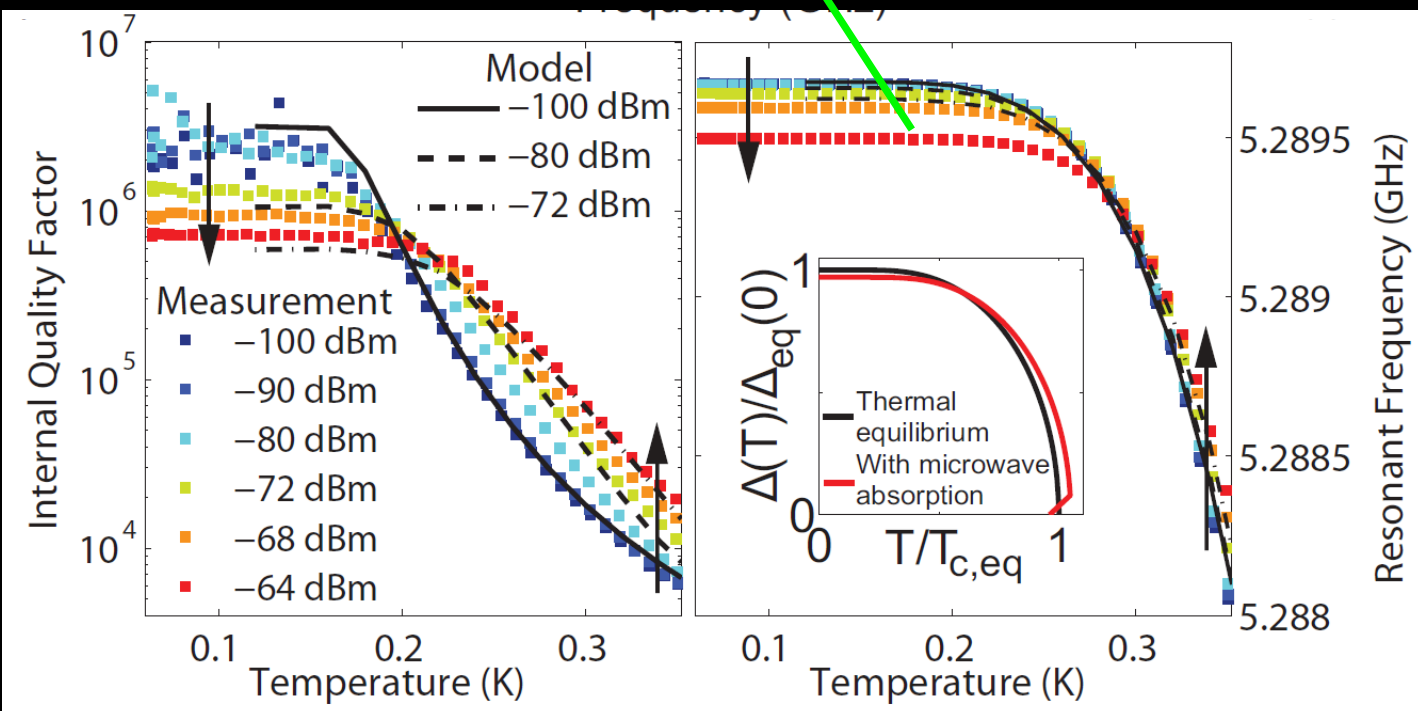 Frequency (GHz)
10^7
10^6
10^5
10^4
Internal Quality Factor
Model
−100 dBm
−80 dBm
−72 dBm
Measurement
−100 dBm
−90 dBm
−80 dBm
−72 dBm
−68 dBm
−64 dBm
0.1 0.2 0.3
Temperature (K)
5.2895
5.289
5.2885
5.288
Resonant Frequency (GHz)
1
0
Δ(T)/Δeq(0)
Thermal
equilibrium
With microwave
absorption
0 1
T/Tc,eq
0.1 0.2 0.3
Temperature (K)